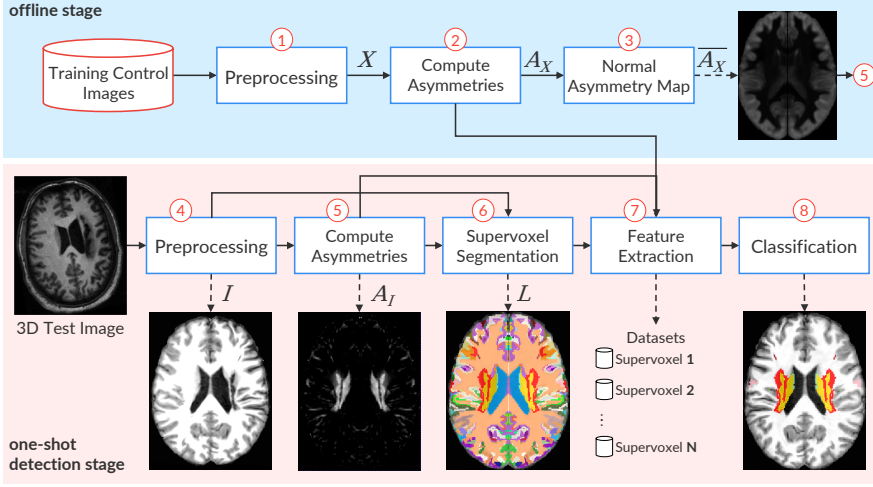 offline stage
1
2
3
Training Control
Images
Preprocessing
X
Compute
Asymmetries
A_X
Normal
Asymmetry Map
\overline{A_X}
5
4
5
6
7
8
Preprocessing
Compute
Asymmetries
Supervoxel
Segmentation
Feature
Extraction
Classification
3D Test Image
I
A_I
L
Datasets
Supervoxel 1
Supervoxel 2
⋮
Supervoxel N
one-shot
detection stage